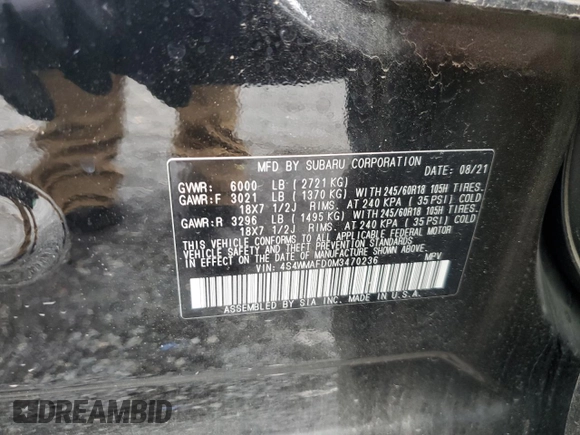 MFD BY SUBARU CORPORATION DATE: 08/21
GVWR: 6000 LB (2721 KG)
GAWR:F 3021 LB (1370 KG) WITH 245/60R18 105H TIRES.
18X7 1/2J RIMS. AT 240 KPA (35 PSI) COLD
GAWR:R 3296 LB (1495 KG) WITH 245/60R18 105H TIRES.
18X7 1/2J RIMS. AT 240 KPA (35 PSI) COLD
THIS VEHICLE CONFORMS TO ALL APPLICABLE FEDERAL MOTOR
VEHICLE SAFETY AND THEFT PREVENTION STANDARDS
IN EFFECT ON THE DATE OF MANUFACTURE SHOWN ABOVE.
VIN: 4S4WMAFD0M3470236 MPV
ASSEMBLED BY SIA INC. MADE IN U.S.A.
DREAMBID